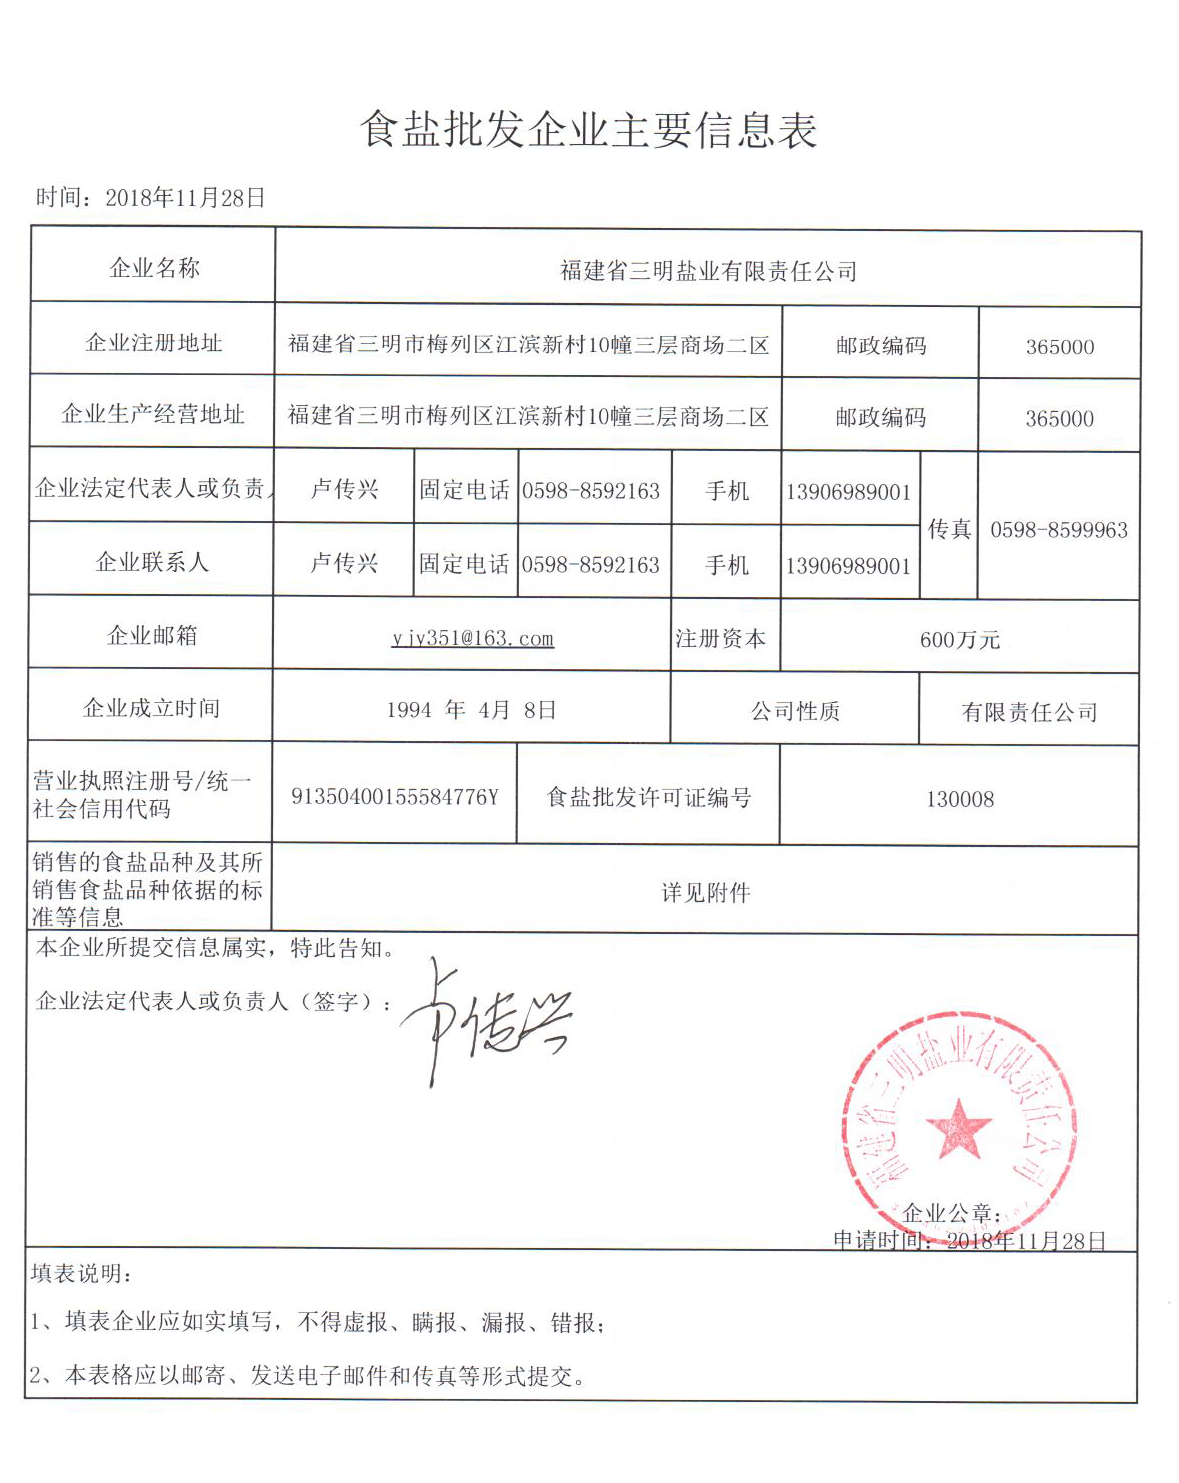 食盐批发企业主要信息表
时间：2018年11月28日
企业名称 福建省三明盐业有限责任公司
企业注册地址 福建省三明市梅列区江滨新村10幢三层商场二区 邮政编码 365000
企业生产经营地址 福建省三明市梅列区江滨新村10幢三层商场二区 邮政编码 365000
企业法定代表人或负责人 卢传兴 固定电话 0598-8592163 手机 13906989001
传真 0598-8599963
企业联系人 卢传兴 固定电话 0598-8592163 手机 13906989001
企业邮箱 yjy351@163.com 注册资本 600万元
企业成立时间 1994 年 4月 8日 公司性质 有限责任公司
营业执照注册号/统一
社会信用代码
91350400155584776Y 食盐批发许可证编号 130008
销售的食盐品种及其所
销售食盐品种依据的标
准等信息
详见附件
本企业所提交信息属实，特此告知。
企业法定代表人或负责人（签字）：卢传兴
福建省三明盐业有限责任公司
企业公章：
申请时间：2018年11月28日
填表说明：
1、填表企业应如实填写，不得虚报、瞒报、漏报、错报；
2、本表格应以邮寄、发送电子邮件和传真等形式提交。